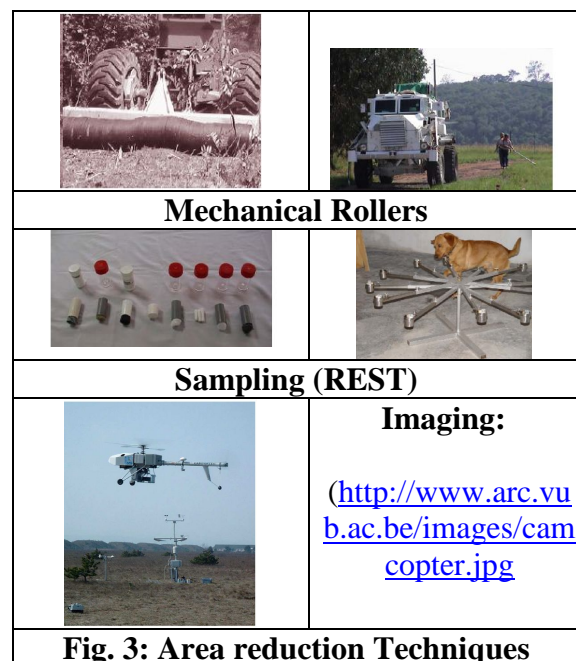 Mechanical Rollers
Sampling (REST)
Imaging:
(http://www.arc.vu
b.ac.be/images/cam
copter.jpg
Fig. 3: Area reduction Techniques